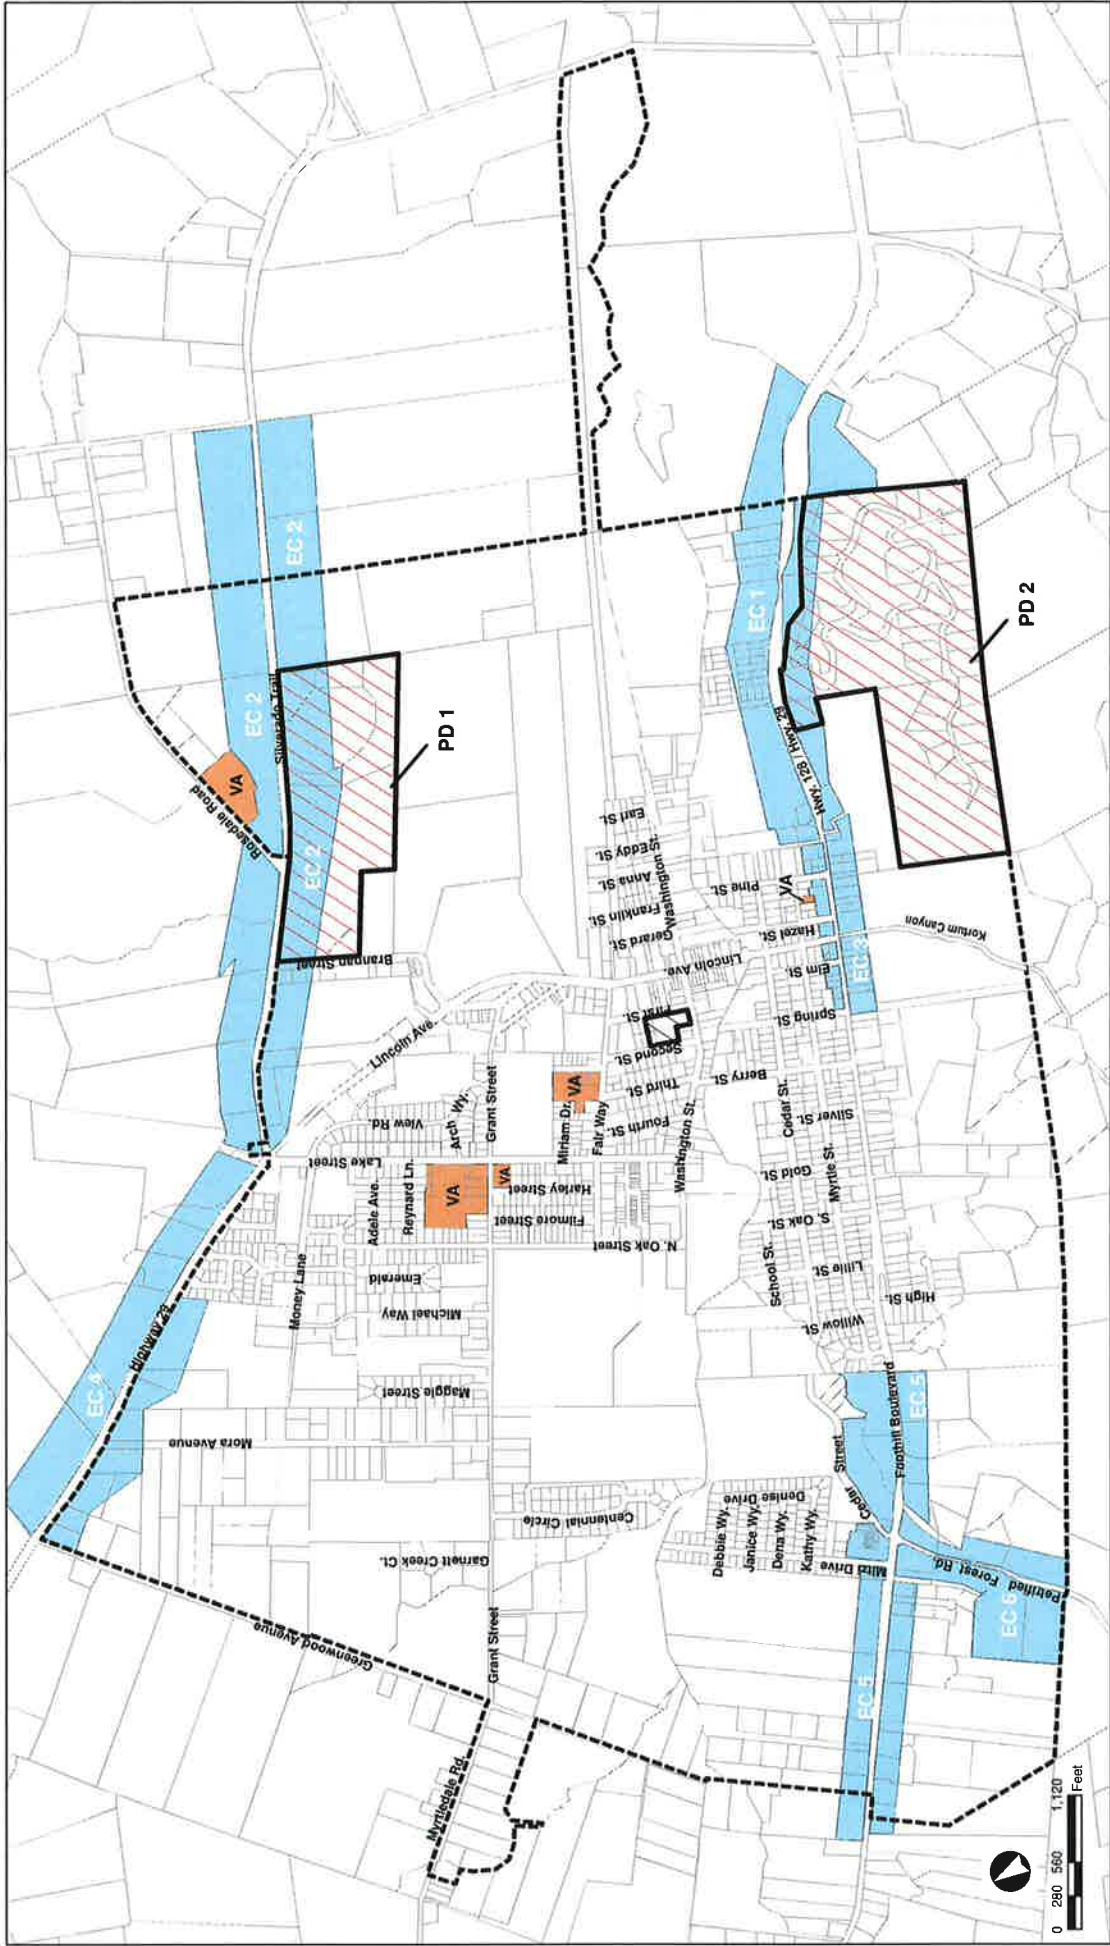 EC 4
Highway 29
EC 2
EC 2
EC 2
EC 2
VA
Rosedale Road
Silverado Trail
PD 1
Brannan Street
Lincoln Ave.
Greenwood Avenue
Mora Avenue
Money Lane
Lake Street
View Rd.
Adele Ave.
Reynard Ln.
Arch Wy.
Grant Street
Emerald
Michael Way
Maggie Street
VA
VA
Harley Street
Filmore Street
N. Oak Street
Miriam Dr.
VA
Fair Way
Garnett Creek Ct.
Centennial Circle
Grant Street
Myrtledale Rd.
First St.
Second St.
Third St.
Fourth St.
Washington St.
Earl St.
Eddy St.
Anna St.
Franklin St.
Gerard St.
Washington St.
Lincoln Ave.
Pine St.
VA
Hazel St.
Elm St.
Spring St.
Berry St.
Cedar St.
Silver St.
Gold St.
Myrtle St.
S. Oak St.
School St.
Lillie St.
High St.
Willow St.
Cedar
Street
Foothill Boulevard
Denise Drive
Debbie Wy.
Janice Wy.
Dena Wy.
Kathy Wy.
Mitzi Drive
Petrified
Forest Rd.
EC 5
EC 5
EC 6
EC 3
EC 1
Hwy. 128 / Hwy. 29
Kortum Canyon
PD 2
0 280 560 1,120
Feet